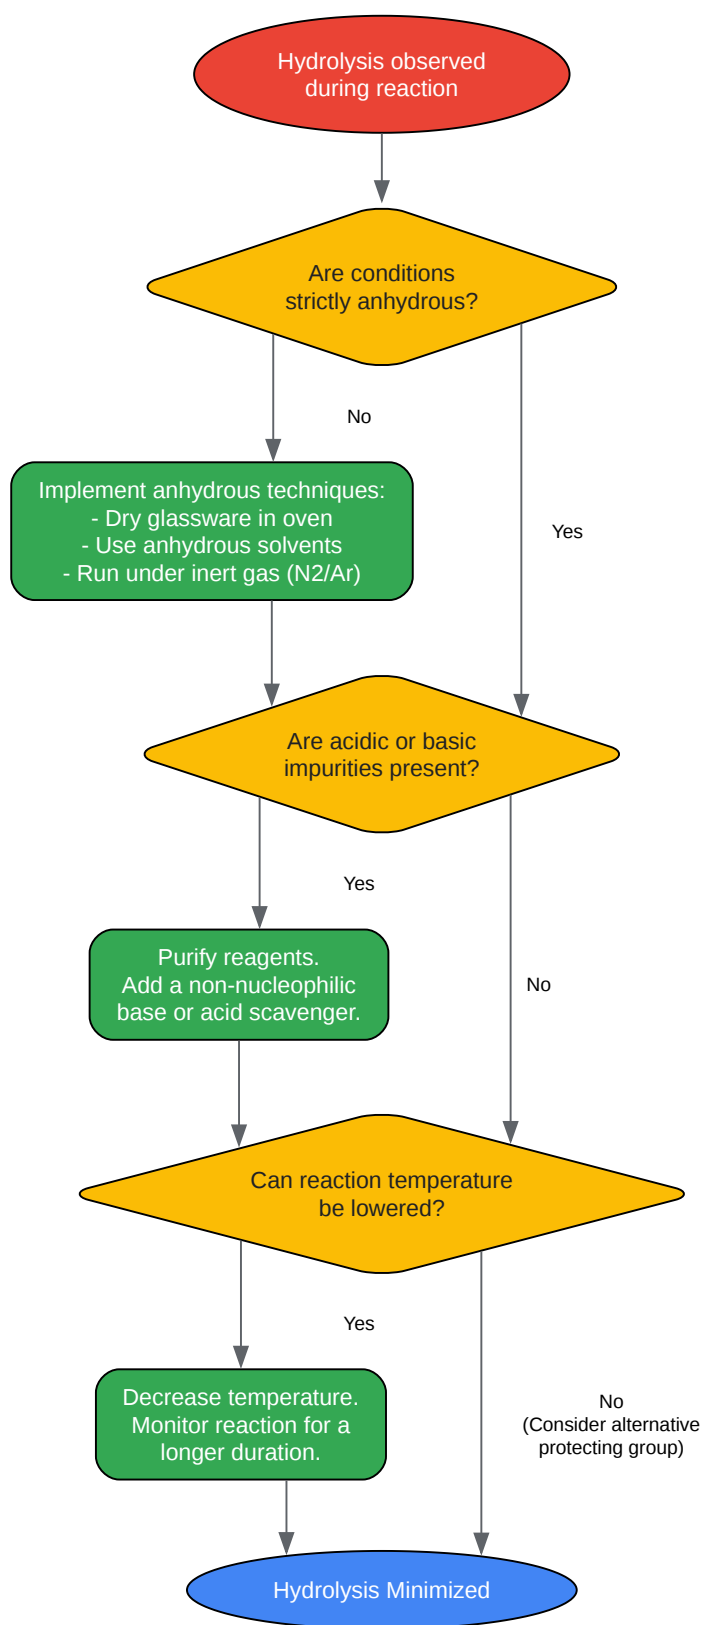 Hydrolysis observed
during reaction
Are conditions
strictly anhydrous?
No
Implement anhydrous techniques:
- Dry glassware in oven
- Use anhydrous solvents
- Run under inert gas (N2/Ar)
Yes
Are acidic or basic
impurities present?
Yes
Purify reagents.
Add a non-nucleophilic
base or acid scavenger.
No
Can reaction temperature
be lowered?
Yes
Decrease temperature.
Monitor reaction for a
longer duration.
No
(Consider alternative
protecting group)
Hydrolysis Minimized